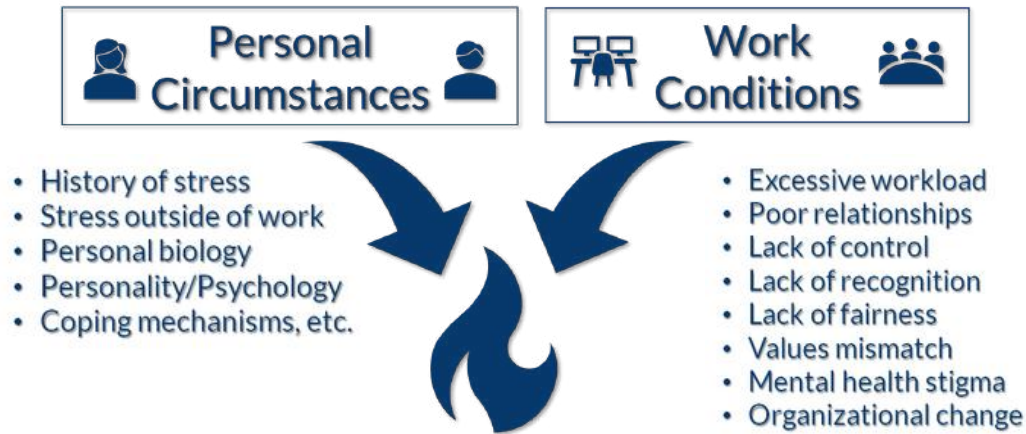 Personal
Circumstances
Work
Conditions
• History of stress
• Stress outside of work
• Personal biology
• Personality/Psychology
• Coping mechanisms, etc.
• Excessive workload
• Poor relationships
• Lack of control
• Lack of recognition
• Lack of fairness
• Values mismatch
• Mental health stigma
• Organizational change